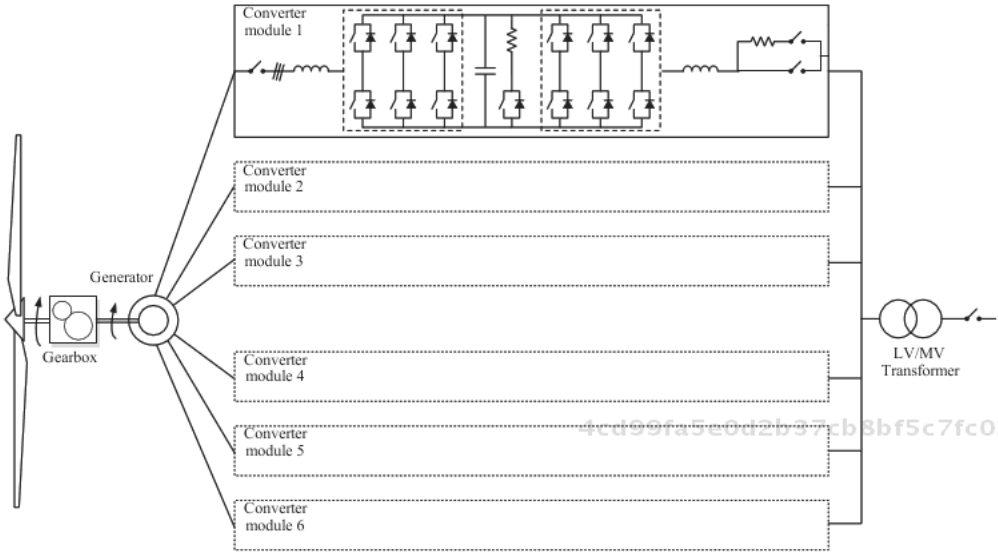 Converter
module 1
Converter
module 2
Converter
module 3
Generator
Gearbox
LV/MV
Transformer
Converter
module 4
4cd99fa5e0d2b37cb8bf5c7fc0
Converter
module 5
Converter
module 6